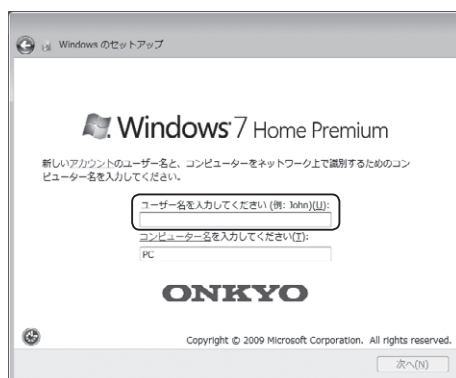 Windows のセットアップ
Windows 7 Home Premium
新しいアカウントのユーザー名と、コンピューターをネットワーク上で識別するためのコン
ピューター名を入力してください。
ユーザー名を入力してください (例: John)(U):
コンピューター名を入力してください(T):
PC
ONKYO
Copyright © 2009 Microsoft Corporation. All rights reserved.
次へ(N)